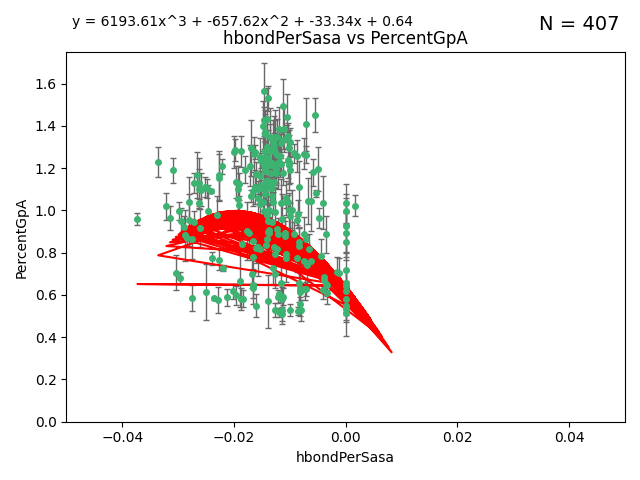 y = 6193.61x^3 + -657.62x^2 + -33.34x + 0.64
N = 407
hbondPerSasa vs PercentGpA
1.6
1.4
1.2
1.0
0.8
0.6
0.4
0.2
0.0
PercentGpA
−0.04 −0.02 0.00 0.02 0.04
hbondPerSasa